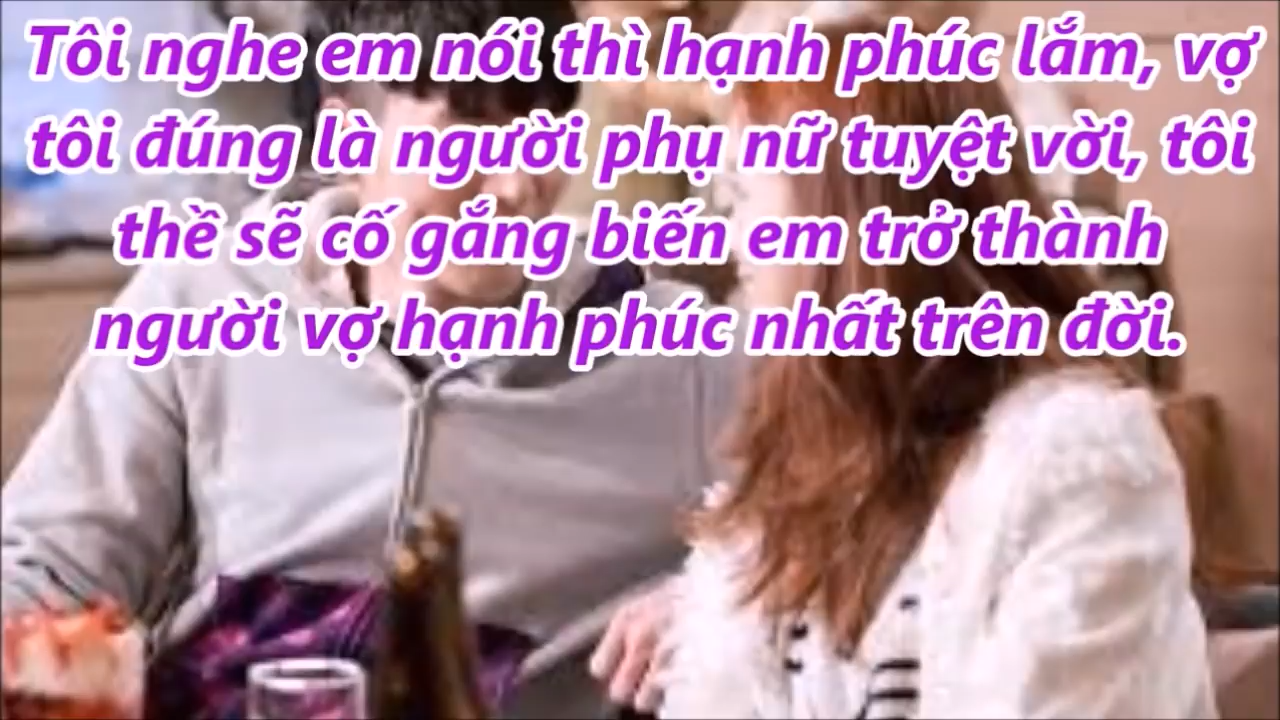 Tôi nghe em nói thì hạnh phúc lắm, vợ
tôi đúng là người phụ nữ tuyệt vời, tôi
thề sẽ cố gắng biến em trở thành
người vợ hạnh phúc nhất trên đời.